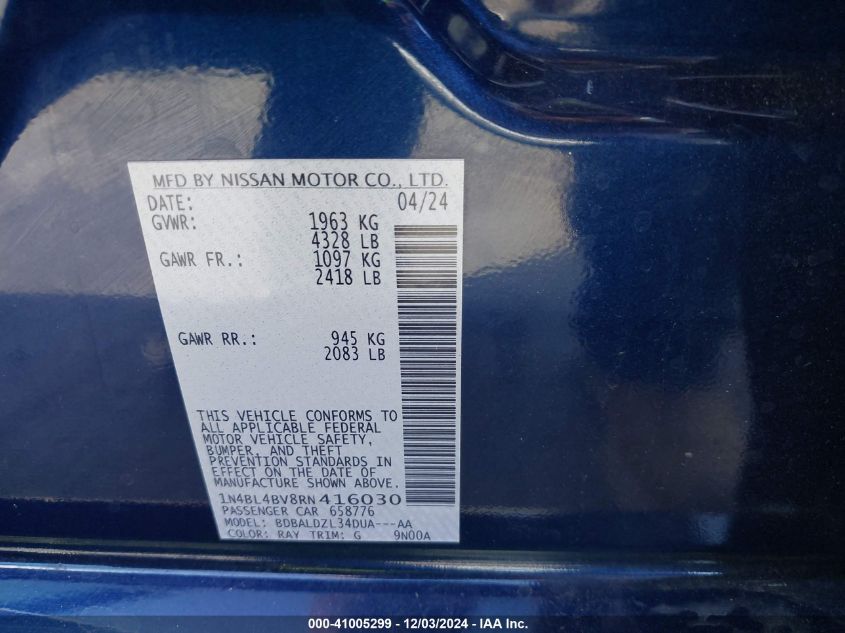 MFD BY NISSAN MOTOR CO., LTD.
DATE: 04/24
GVWR: 1963 KG
4328 LB
GAWR FR.: 1097 KG
2418 LB
GAWR RR.: 945 KG
2083 LB
THIS VEHICLE CONFORMS TO
ALL APPLICABLE FEDERAL
MOTOR VEHICLE SAFETY,
BUMPER, AND THEFT
PREVENTION STANDARDS IN
EFFECT ON THE DATE OF
MANUFACTURE SHOWN ABOVE.
1N4BL4BV8RN416030
PASSENGER CAR 658776
MODEL: BDBALDZL34DUA---AA
COLOR: RAY TRIM: G 9N00A
000-41005299 - 12/03/2024 - IAA Inc.